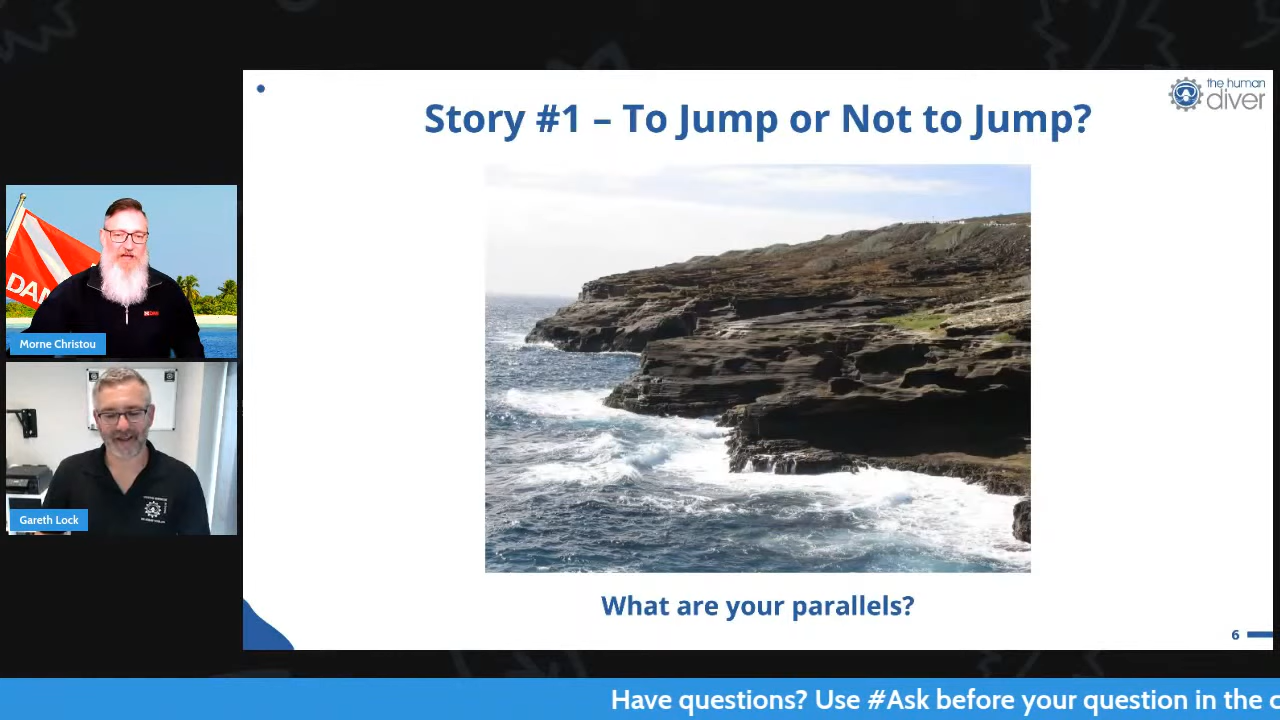 the human
diver
Story #1 – To Jump or Not to Jump?
DAN
Morne Christou
Gareth Lock
What are your parallels?
6
Have questions? Use #Ask before your question in the c